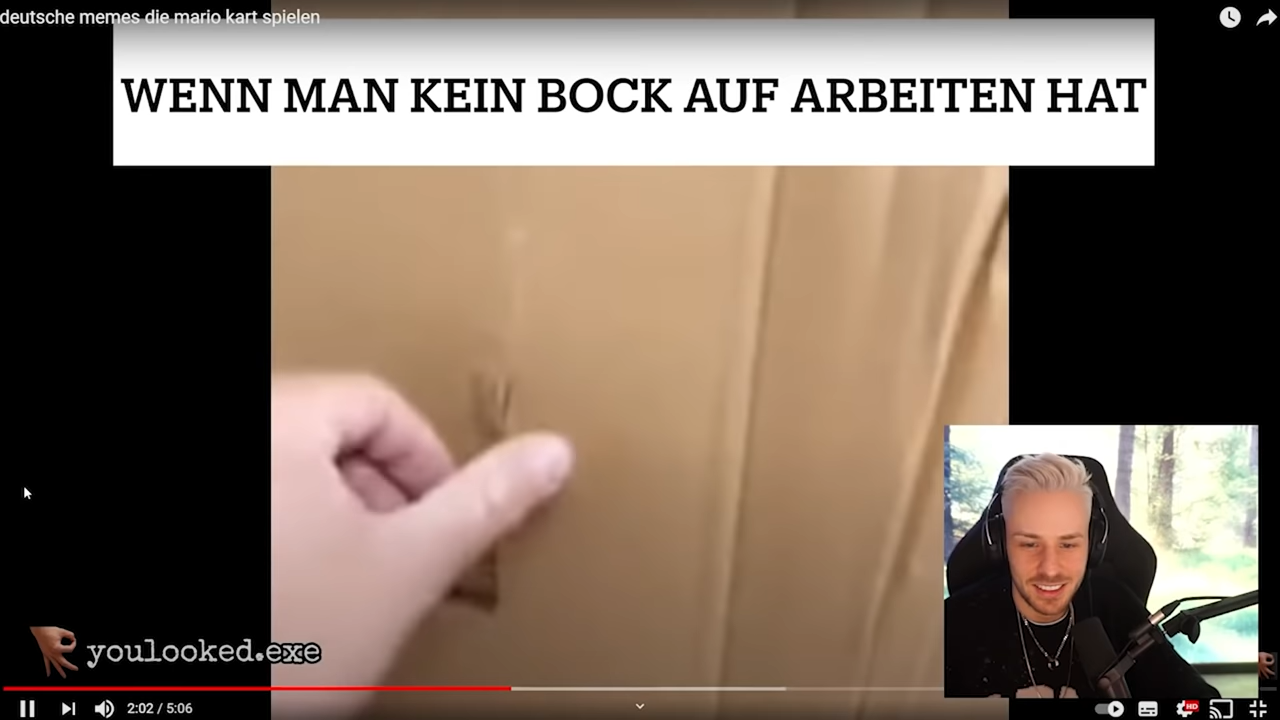 deutsche memes die mario kart spielen
WENN MAN KEIN BOCK AUF ARBEITEN HAT
youlooked.exe
2:02 / 5:06
HD